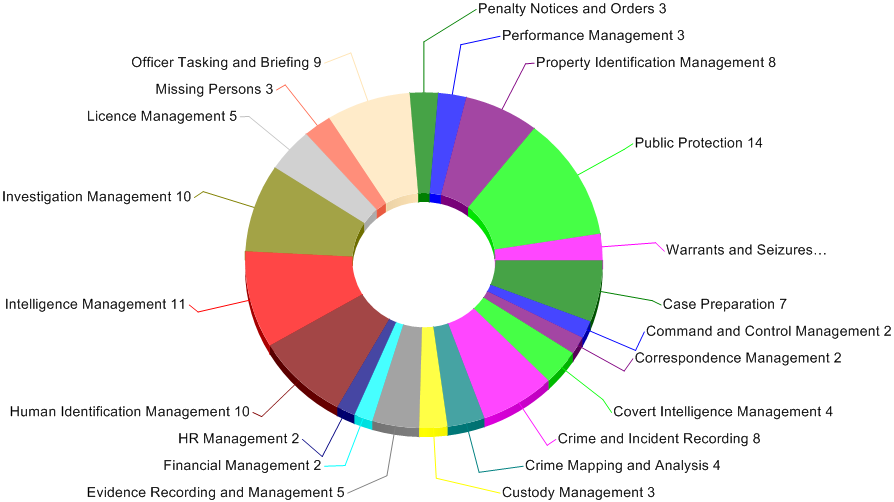 Penalty Notices and Orders 3
Performance Management 3
Officer Tasking and Briefing 9
Property Identification Management 8
Missing Persons 3
Licence Management 5
Public Protection 14
Investigation Management 10
Warrants and Seizures…
Intelligence Management 11
Case Preparation 7
Command and Control Management 2
Correspondence Management 2
Human Identification Management 10
Covert Intelligence Management 4
HR Management 2
Crime and Incident Recording 8
Financial Management 2
Crime Mapping and Analysis 4
Evidence Recording and Management 5
Custody Management 3